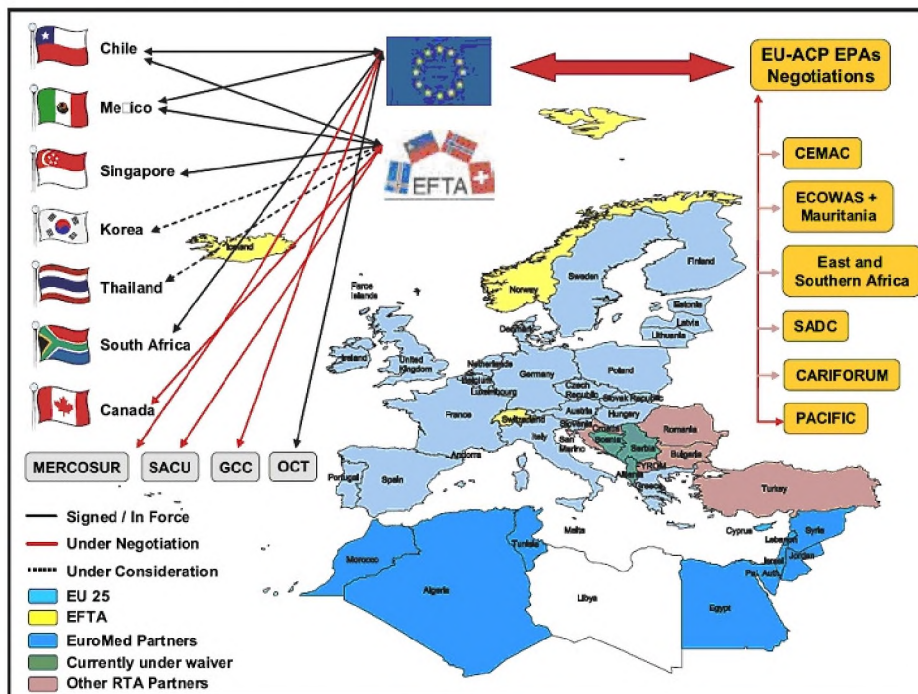 Chile
Me□ico
Singapore
Korea
Thailand
South Africa
Canada
MERCOSUR
SACU
GCC
OCT
EFTA
EU-ACP EPAs
Negotiations
CEMAC
ECOWAS +
Mauritania
East and
Southern Africa
SADC
CARIFORUM
PACIFIC
Iceland
Faroe
Islands
Norway
Sweden
Finland
Estonia
Latvia
Lithuania
Denmark
Ireland
United
Kingdom
Netherlands
Belgium
Luxembourg
Germany
Poland
Czech
Republic
Slovak Republic
France
Switzerland
Austria
Hungary
Slovenia
Croatia
Romania
Italy
San
Marino
Bosnia
Serbia
Bulgaria
FYROM
Albania
Greece
Andorra
Portugal
Spain
Turkey
Malta
Cyprus
Syria
Lebanon
Israel
Jordan
Pal. Auth.
Morocco
Algeria
Tunisia
Libya
Egypt
Signed / In Force
Under Negotiation
Under Consideration
EU 25
EFTA
EuroMed Partners
Currently under waiver
Other RTA Partners